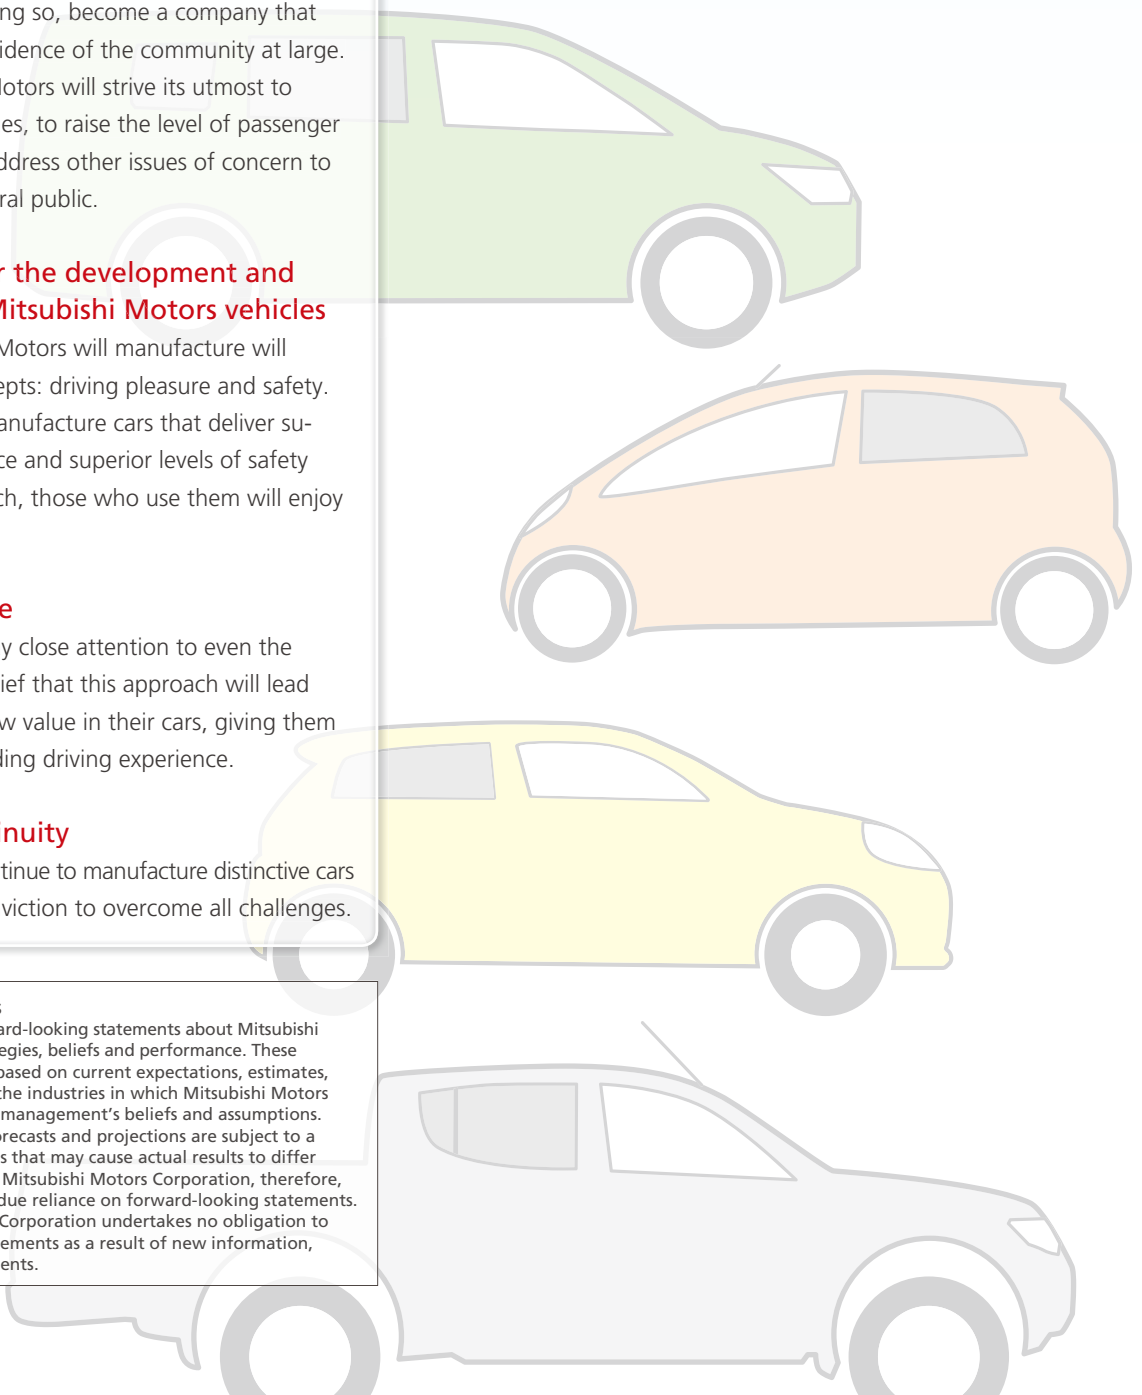 ng so, become a company that
idence of the community at large.
Motors will strive its utmost to
es, to raise the level of passenger
ddress other issues of concern to
ral public.
r the development and
Mitsubishi Motors vehicles
Motors will manufacture will
epts: driving pleasure and safety.
anufacture cars that deliver su-
ce and superior levels of safety
ch, those who use them will enjoy
e
y close attention to even the
ief that this approach will lead
w value in their cars, giving them
ding driving experience.
inuity
tinue to manufacture distinctive cars
viction to overcome all challenges.
s
ard-looking statements about Mitsubishi
egies, beliefs and performance. These
based on current expectations, estimates,
the industries in which Mitsubishi Motors
management’s beliefs and assumptions.
orecasts and projections are subject to a
s that may cause actual results to differ
Mitsubishi Motors Corporation, therefore,
due reliance on forward-looking statements.
Corporation undertakes no obligation to
ements as a result of new information,
ents.